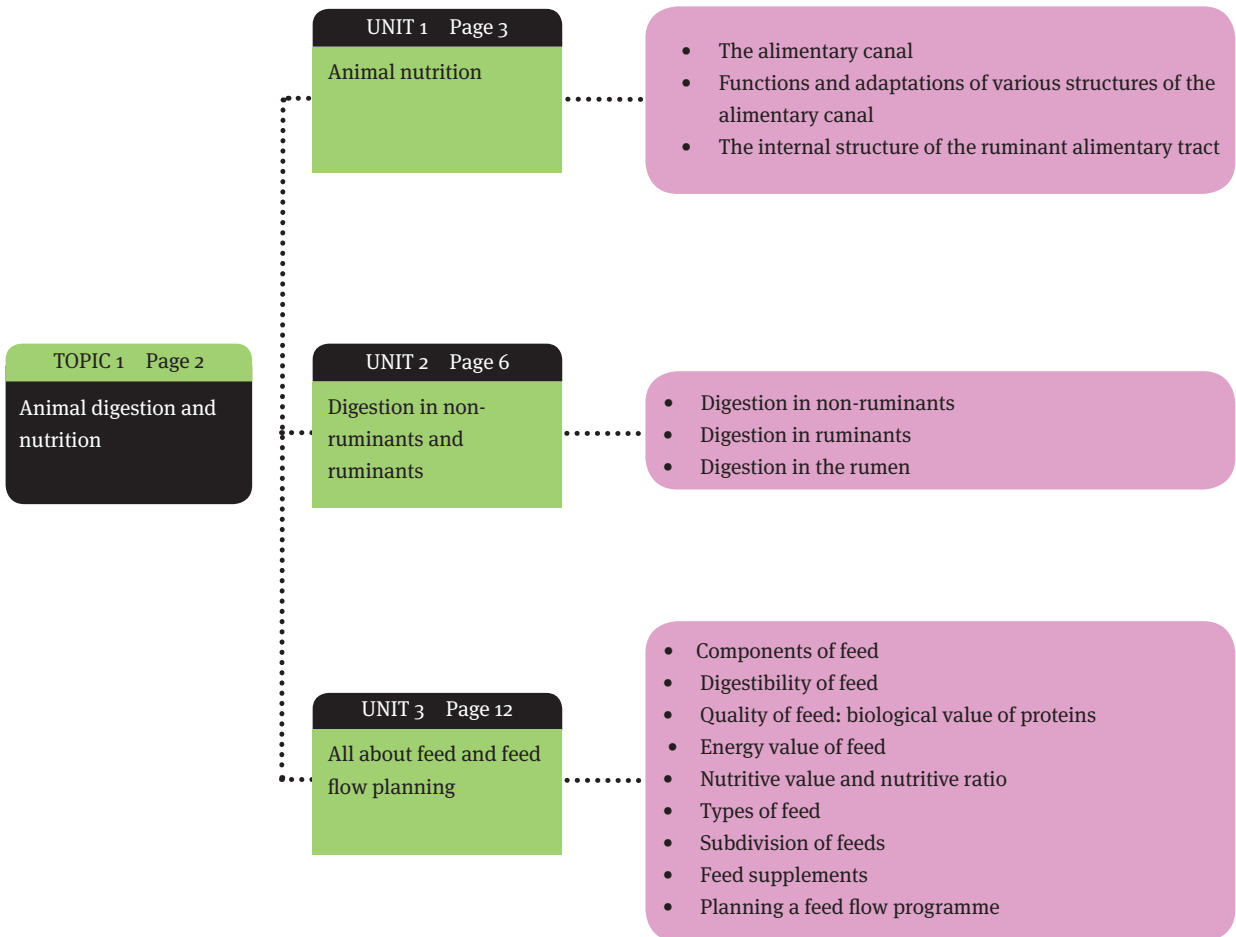 TOPIC 1 Page 2
Animal digestion and
nutrition
UNIT 1 Page 3
Animal nutrition
• The alimentary canal
• Functions and adaptations of various structures of the
alimentary canal
• The internal structure of the ruminant alimentary tract
UNIT 2 Page 6
Digestion in non-
ruminants and
ruminants
• Digestion in non-ruminants
• Digestion in ruminants
• Digestion in the rumen
UNIT 3 Page 12
All about feed and feed
flow planning
• Components of feed
• Digestibility of feed
• Quality of feed: biological value of proteins
• Energy value of feed
• Nutritive value and nutritive ratio
• Types of feed
• Subdivision of feeds
• Feed supplements
• Planning a feed flow programme